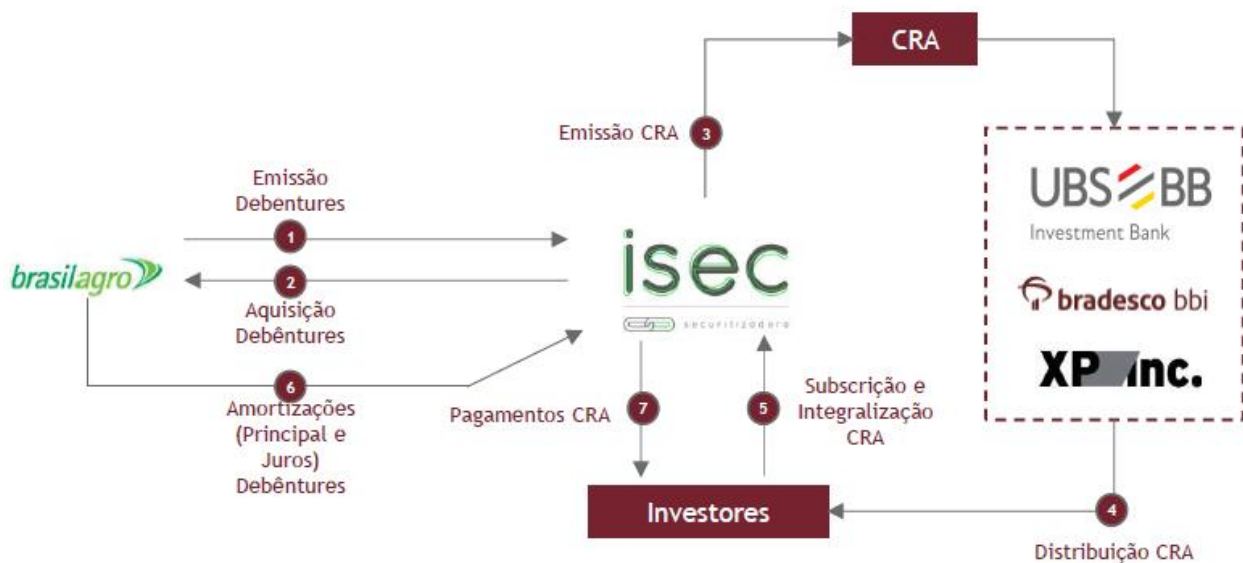 CRA
Emissão CRA
3
UBS BB
Investment Bank
bradesco bbi
XP inc.
Emissão
Debentures
1
brasilagro
2
Aquisição
Debêntures
isec
securitizadora
6
Amortizações
(Principal e
Juros)
Debêntures
Pagamentos CRA
7
5
Subscrição e
Integralização
CRA
Investores
4
Distribuição CRA